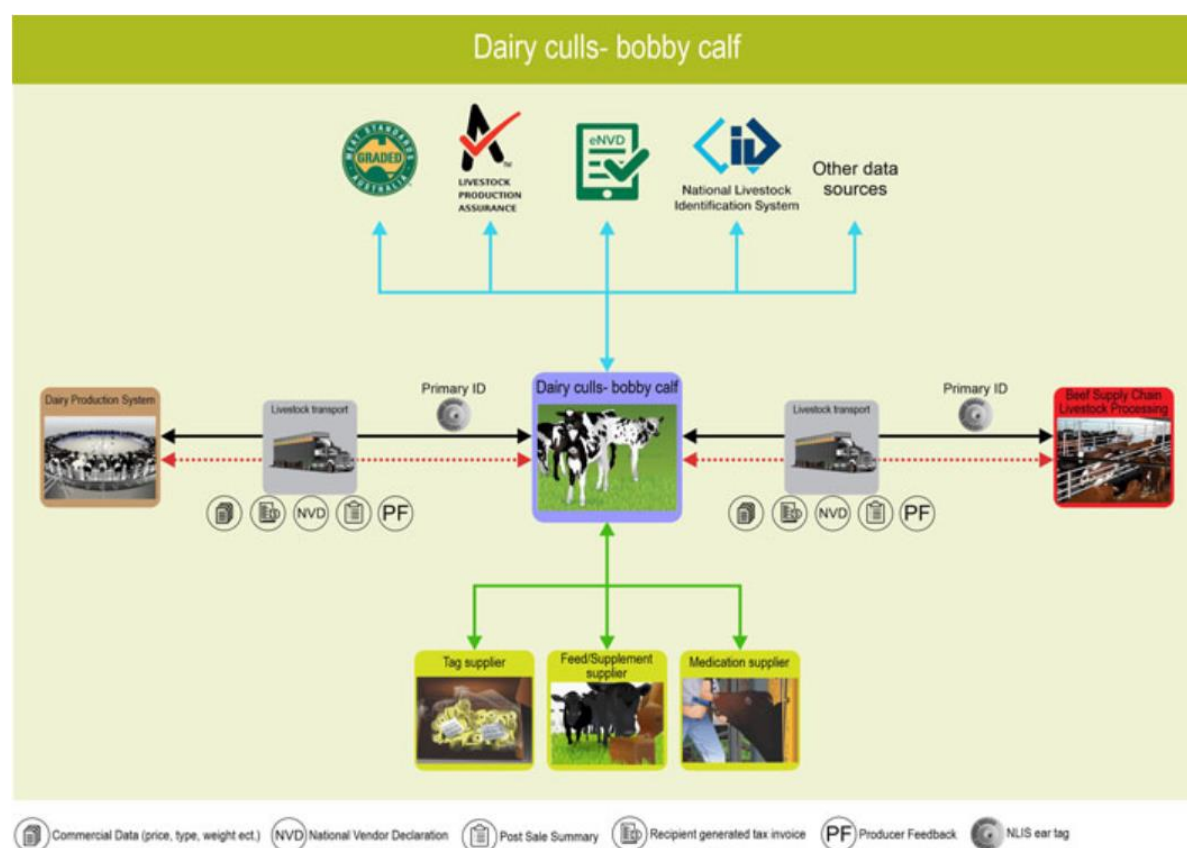 Dairy culls- bobby calf
MEAT STANDARDS
GRADED
AUSTRALIA
TM
LIVESTOCK
PRODUCTION
ASSURANCE
eNVD
iD
National Livestock
Identification System
Other data
sources
Dairy Production System
Livestock transport
Primary ID
Dairy culls- bobby calf
Livestock transport
Primary ID
Beef Supply Chain
Livestock Processing
NVD
PF
NVD
PF
Tag supplier
Feed/Supplement
supplier
Medication supplier
Commercial Data (price, type, weight ect.)
NVD National Vendor Declaration
Post Sale Summary
Recipient generated tax invoice
PF Producer Feedback
NLIS ear tag